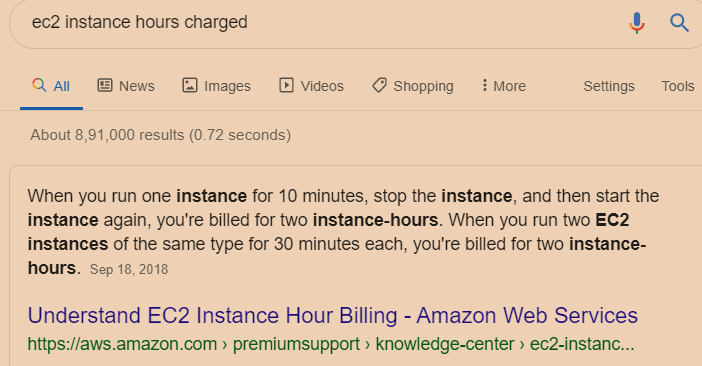 ec2 instance hours charged
All News Images Videos Shopping More Settings Tools
About 8,91,000 results (0.72 seconds)
When you run one instance for 10 minutes, stop the instance, and then start the
instance again, you're billed for two instance-hours. When you run two EC2
instances of the same type for 30 minutes each, you're billed for two instance-
hours. Sep 18, 2018
Understand EC2 Instance Hour Billing - Amazon Web Services
https://aws.amazon.com › premiumsupport › knowledge-center › ec2-instanc...